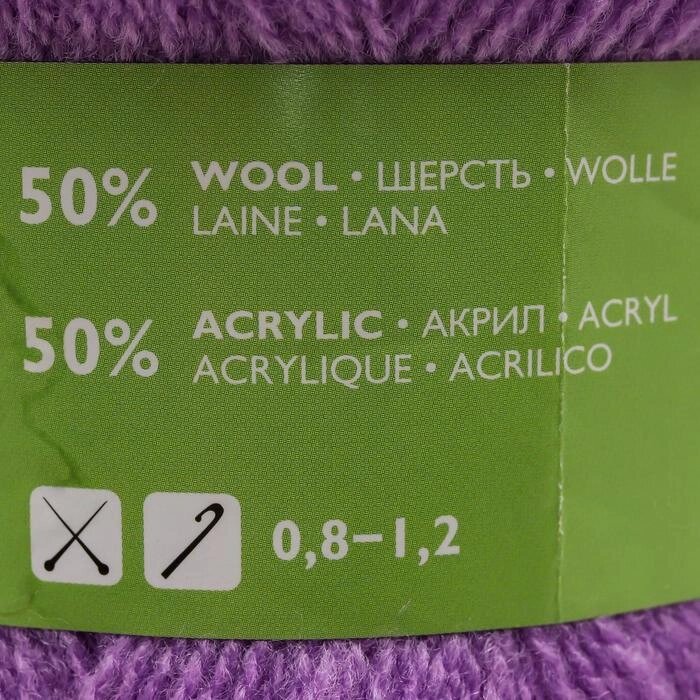 50% WOOL • ШЕРСТЬ • WOLLE
LAINE • LANA
50% ACRYLIC • АКРИЛ • ACRYL
ACRYLIQUE • ACRILICO
0,8–1,2